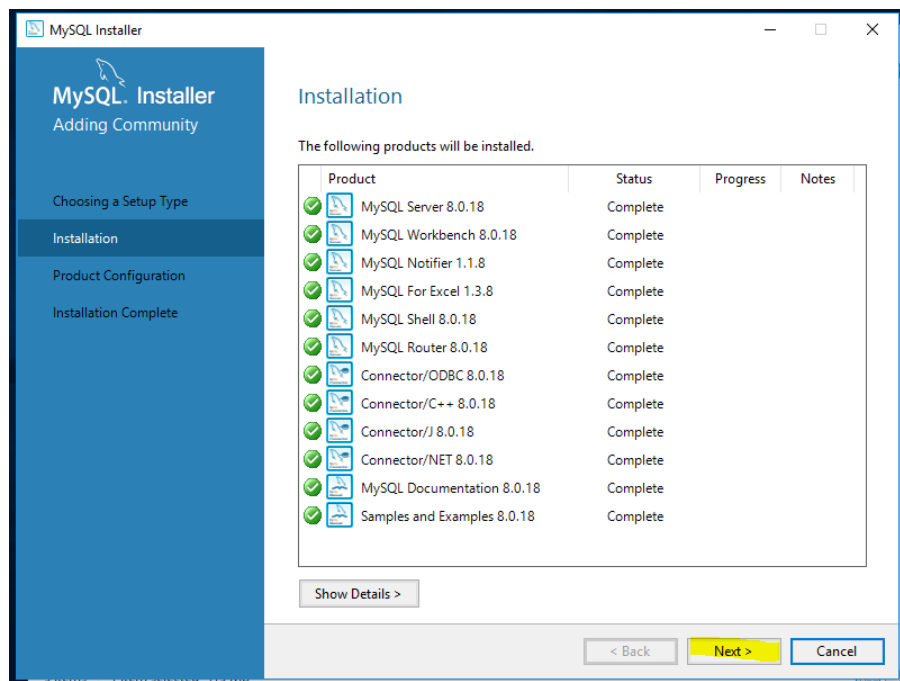 MySQL Installer
MySQL. Installer
Adding Community
Choosing a Setup Type
Installation
Product Configuration
Installation Complete
Installation
The following products will be installed.
Product Status Progress Notes
MySQL Server 8.0.18 Complete
MySQL Workbench 8.0.18 Complete
MySQL Notifier 1.1.8 Complete
MySQL For Excel 1.3.8 Complete
MySQL Shell 8.0.18 Complete
MySQL Router 8.0.18 Complete
Connector/ODBC 8.0.18 Complete
Connector/C++ 8.0.18 Complete
Connector/J 8.0.18 Complete
Connector/NET 8.0.18 Complete
MySQL Documentation 8.0.18 Complete
Samples and Examples 8.0.18 Complete
Show Details >
< Back Next > Cancel